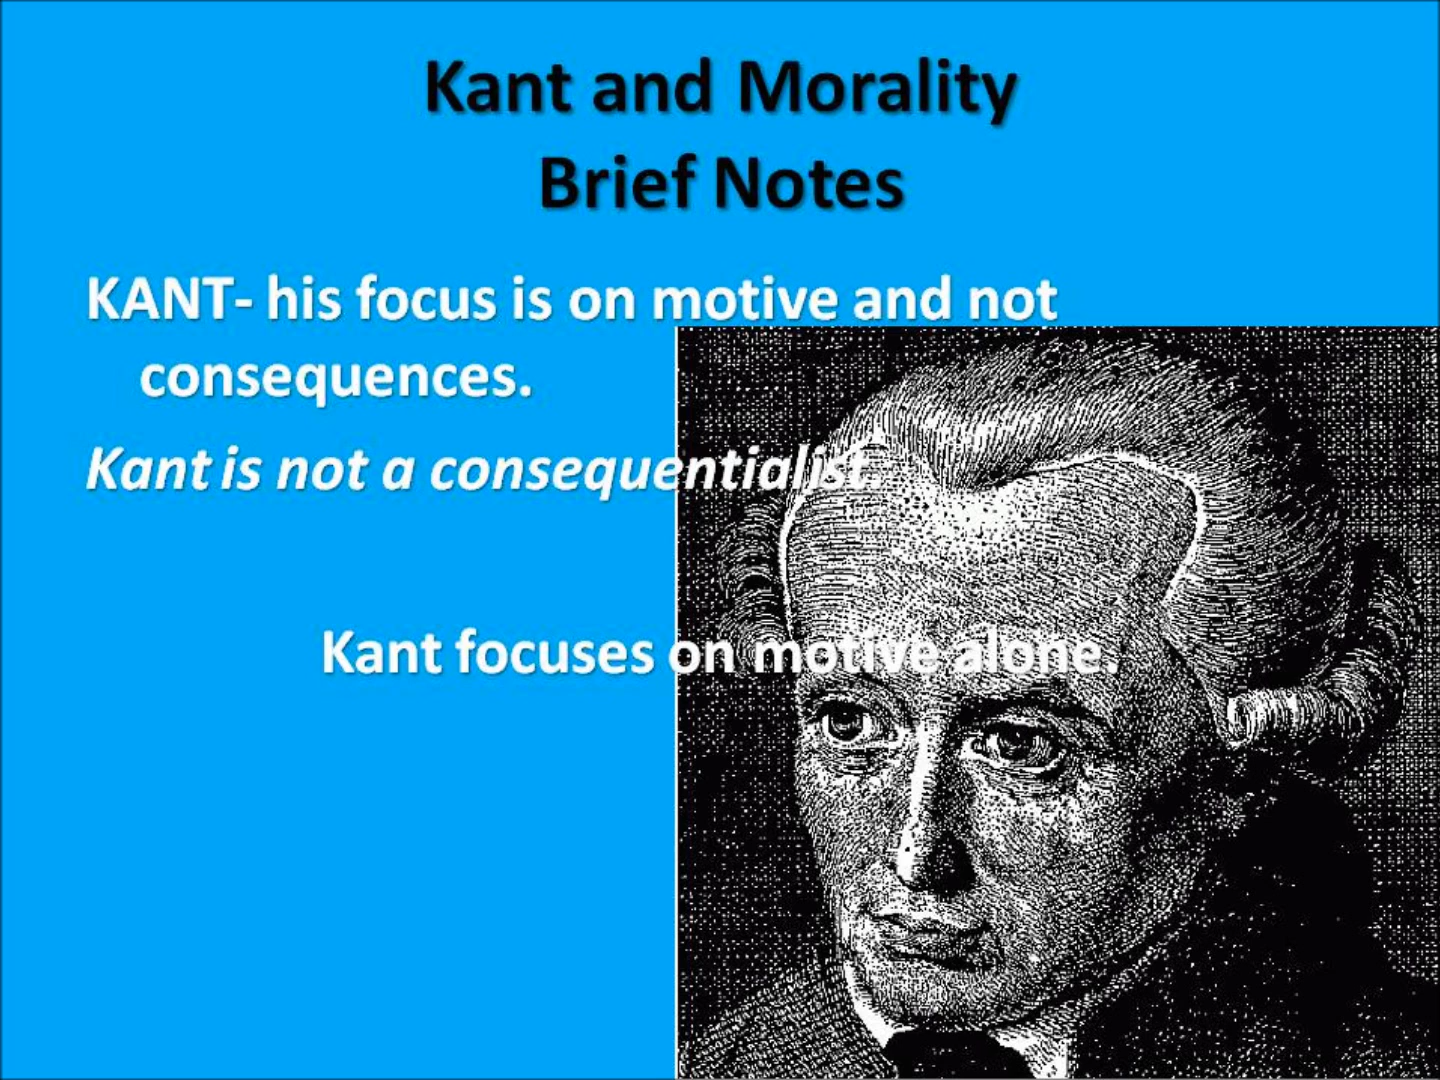 Kant and Morality
Brief Notes
KANT- his focus is on motive and not
consequences.
Kant is not a consequentialist.
Kant focuses on motive alone.